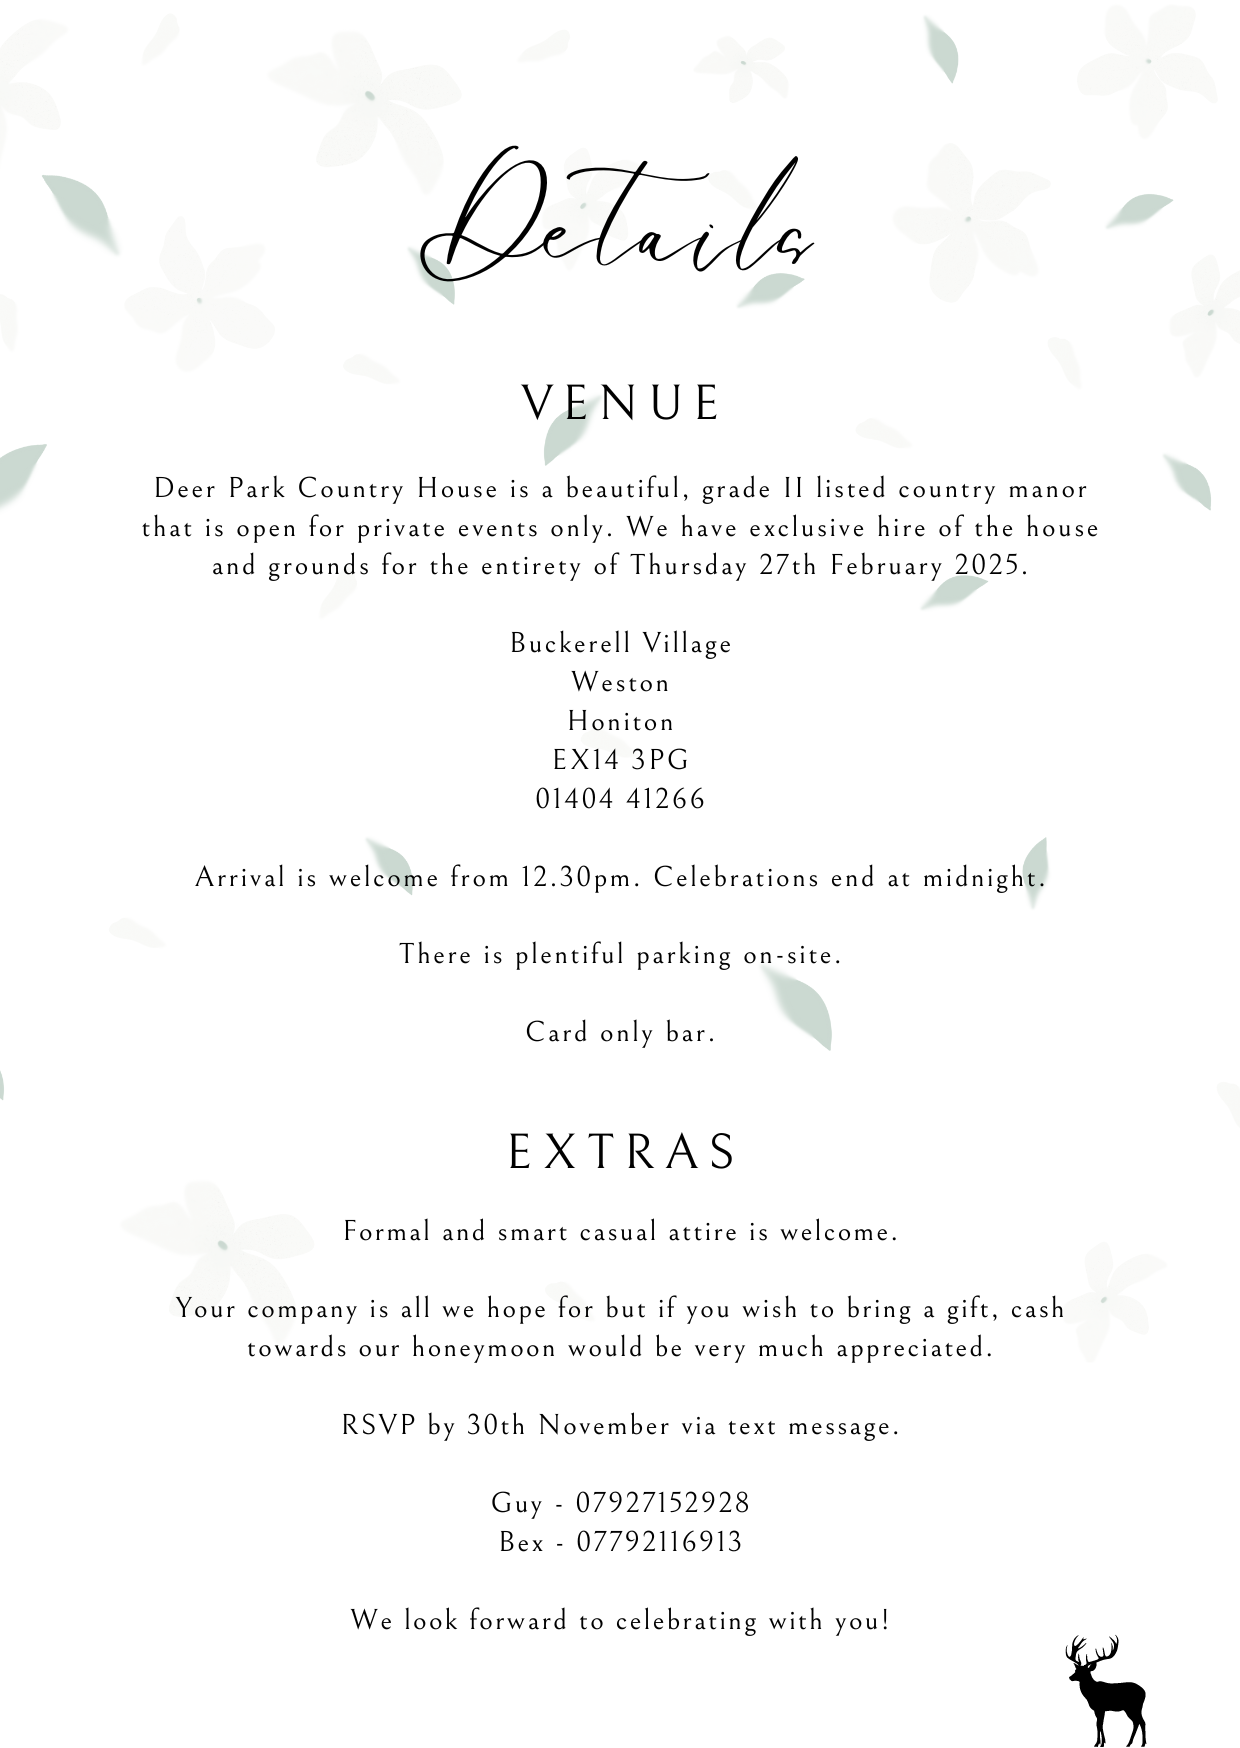 Details
VENUE
Deer Park Country House is a beautiful, grade II listed country manor
that is open for private events only. We have exclusive hire of the house
and grounds for the entirety of Thursday 27th February 2025.
Buckerell Village
Weston
Honiton
EX14 3PG
01404 41266
Arrival is welcome from 12.30pm. Celebrations end at midnight.
There is plentiful parking on-site.
Card only bar.
EXTRAS
Formal and smart casual attire is welcome.
Your company is all we hope for but if you wish to bring a gift, cash
towards our honeymoon would be very much appreciated.
RSVP by 30th November via text message.
Guy - 07927152928
Bex - 07792116913
We look forward to celebrating with you!